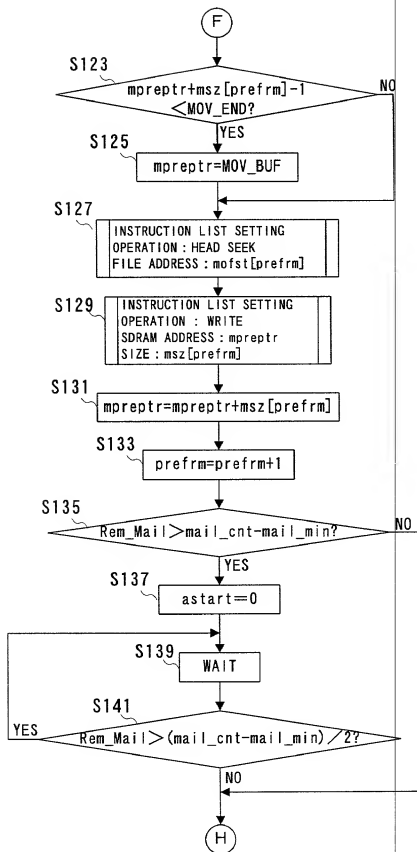 F
S123
mpreptr+msz[prefrm]-1
<MOV_END?
NO
YES
S125
mpreptr=MOV_BUF
S127
INSTRUCTION LIST SETTING
OPERATION : HEAD SEEK
FILE ADDRESS : mofst[prefrm]
S129
INSTRUCTION LIST SETTING
OPERATION : WRITE
SDRAM ADDRESS : mpreptr
SIZE : msz[prefrm]
S131
mpreptr=mpreptr+msz[prefrm]
S133
prefrm=prefrm+1
S135
Rem_Mail>mail_cnt-mail_min?
NO
YES
S137
astart=0
S139
WAIT
S141
YES
Rem_Mail>(mail_cnt-mail_min)/2?
NO
H